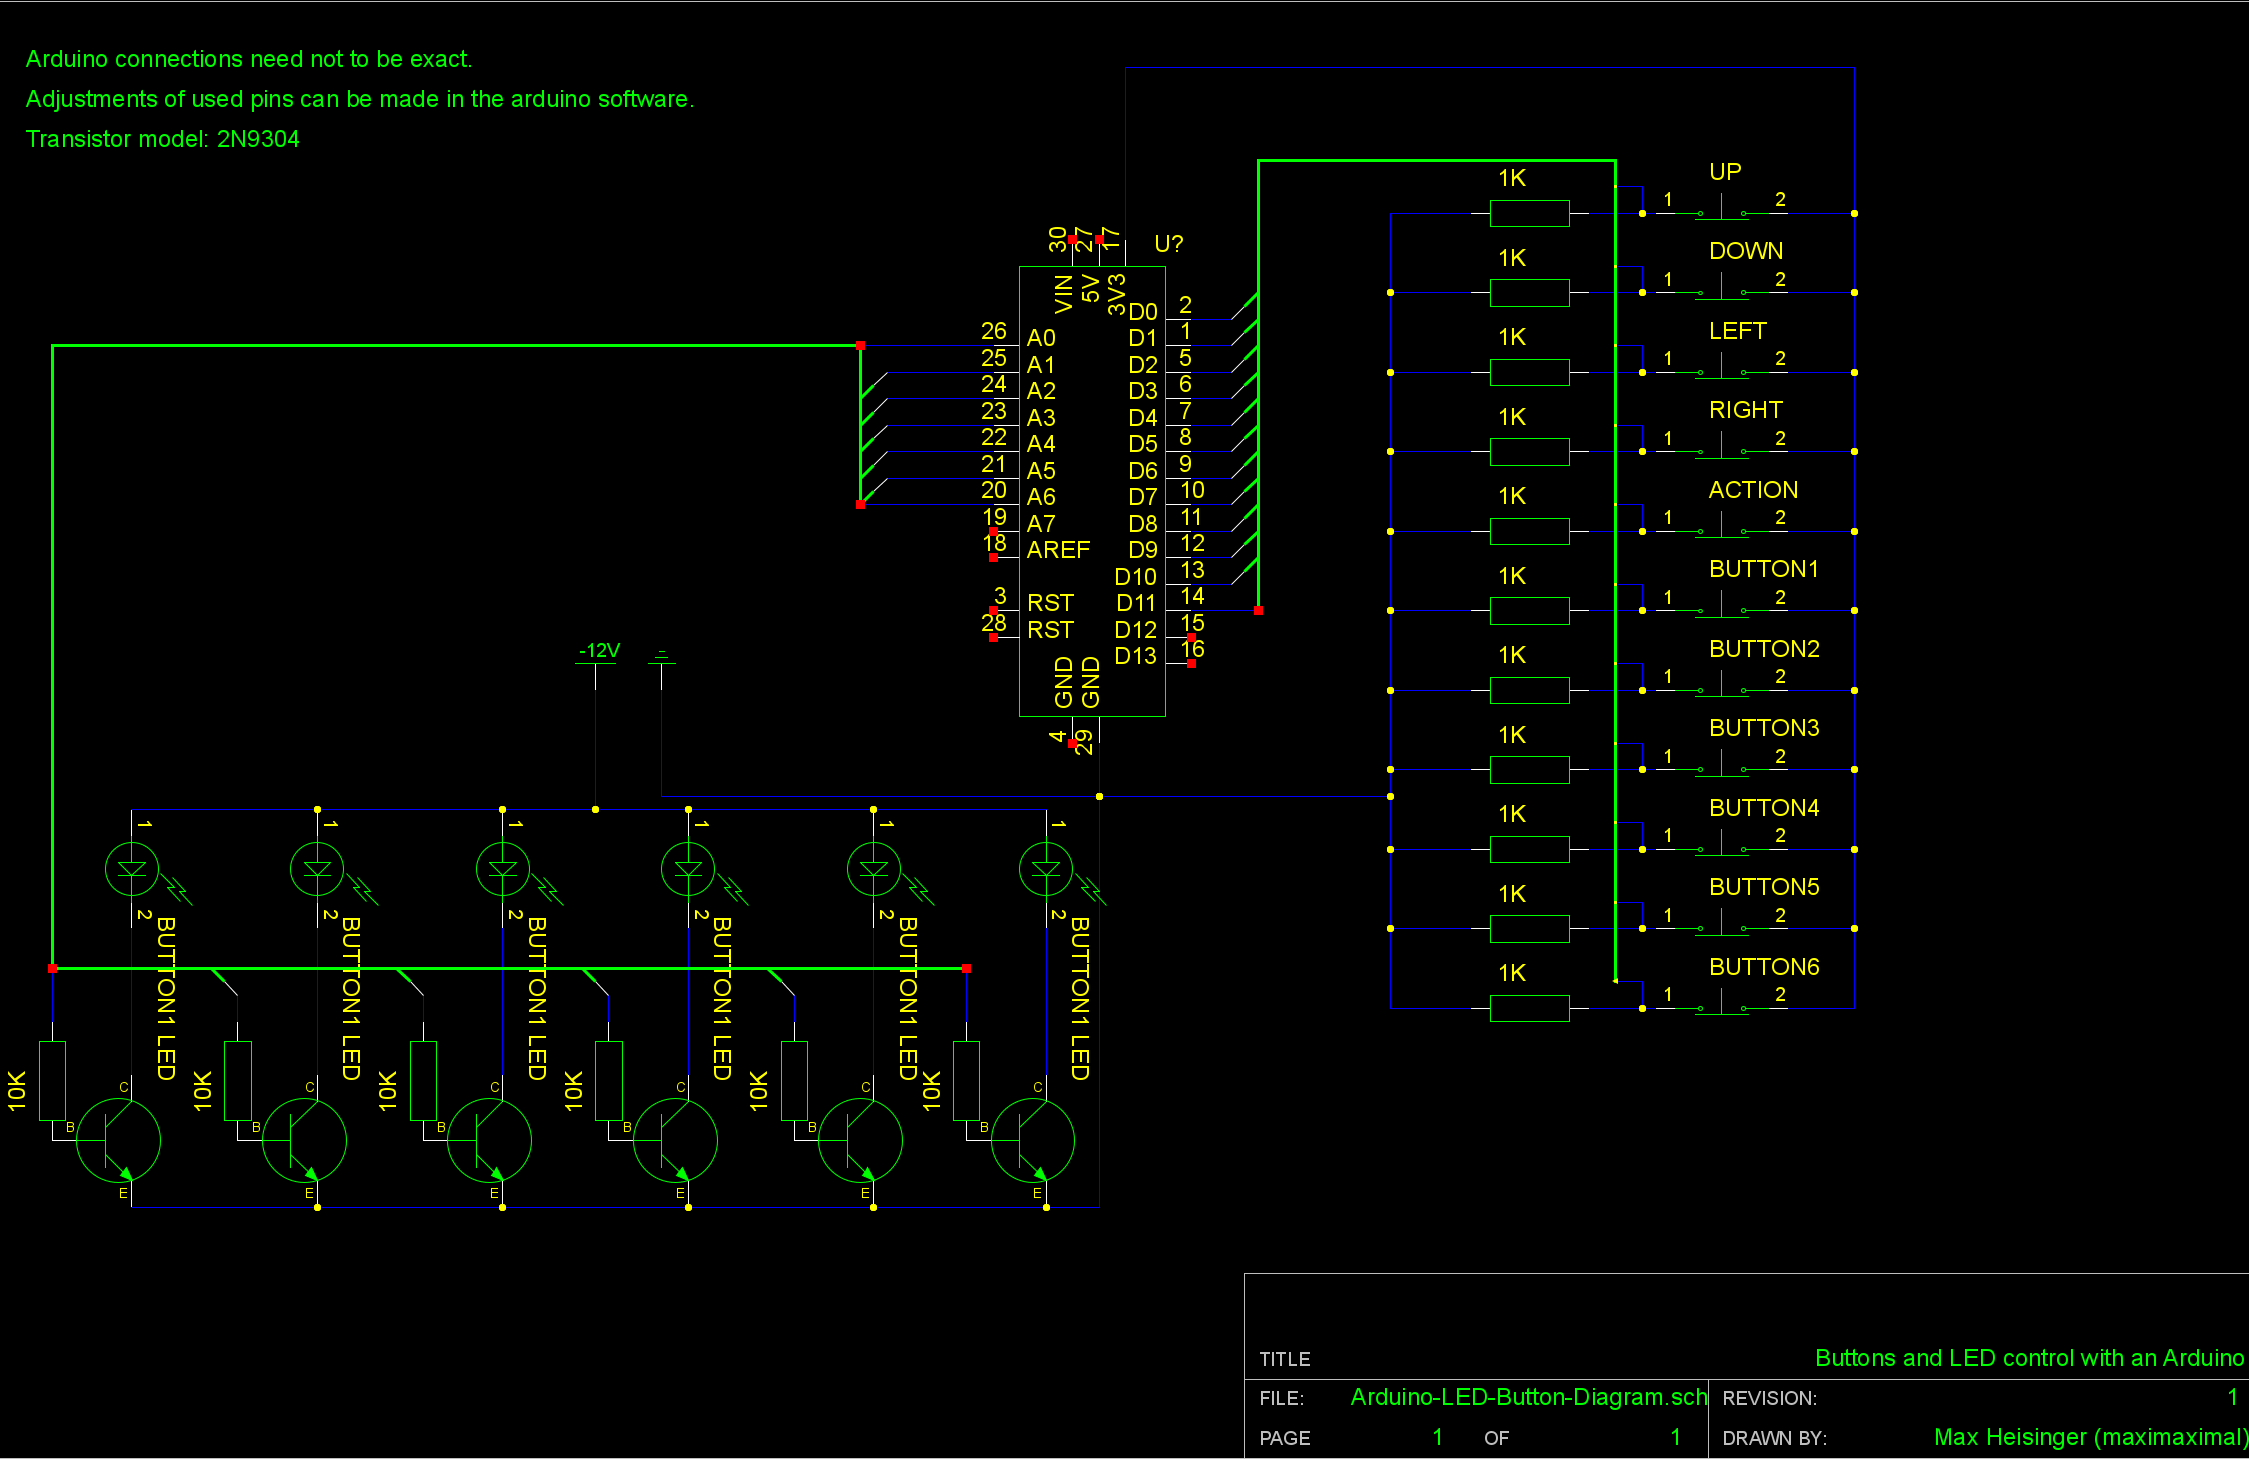 Arduino connections need not to be exact.
Adjustments of used pins can be made in the arduino software.
Transistor model: 2N9304
30 27 17 U?
VIN 5V 3V3
26 A0
25 A1
24 A2
23 A3
22 A4
21 A5
20 A6
19 A7
18 AREF
3 RST
28 RST
D0 2
D1 1
D2 5
D3 6
D4 7
D5 8
D6 9
D7 10
D8 11
D9 12
D10 13
D11 14
D12 15
D13 16
GND GND
4 29
1K UP 1 2
1K DOWN 1 2
1K LEFT 1 2
1K RIGHT 1 2
1K ACTION 1 2
1K BUTTON1 1 2
1K BUTTON2 1 2
1K BUTTON3 1 2
1K BUTTON4 1 2
1K BUTTON5 1 2
1K BUTTON6 1 2
-12V
1 1 1 1 1 1
2 2 2 2 2 2
BUTTON1 LED
BUTTON1 LED
BUTTON1 LED
BUTTON1 LED
BUTTON1 LED
BUTTON1 LED
10K 10K 10K 10K 10K 10K
C C C C C C
B B B B B B
E E E E E E
TITLE Buttons and LED control with an Arduino
FILE: Arduino-LED-Button-Diagram.sch REVISION: 1
PAGE 1 OF 1 DRAWN BY: Max Heisinger (maximaximal)